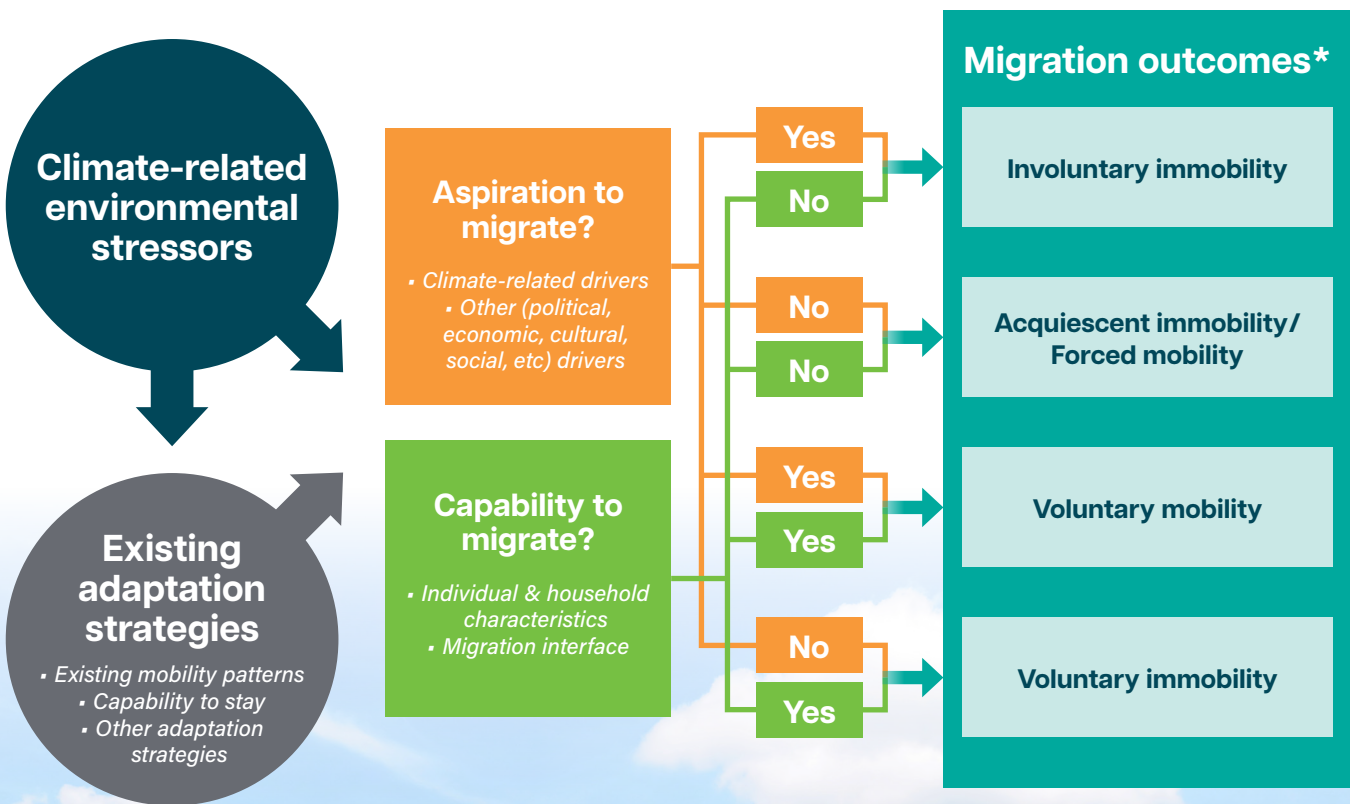 Climate-related
environmental
stressors
Existing
adaptation
strategies
▪ Existing mobility patterns
▪ Capability to stay
▪ Other adaptation
strategies
Aspiration to
migrate?
▪ Climate-related drivers
▪ Other (political,
economic, cultural,
social, etc) drivers
Capability to
migrate?
▪ Individual & household
characteristics
▪ Migration interface
Yes
No
No
No
Yes
Yes
No
Yes
Migration outcomes*
Involuntary immobility
Acquiescent immobility/
Forced mobility
Voluntary mobility
Voluntary immobility